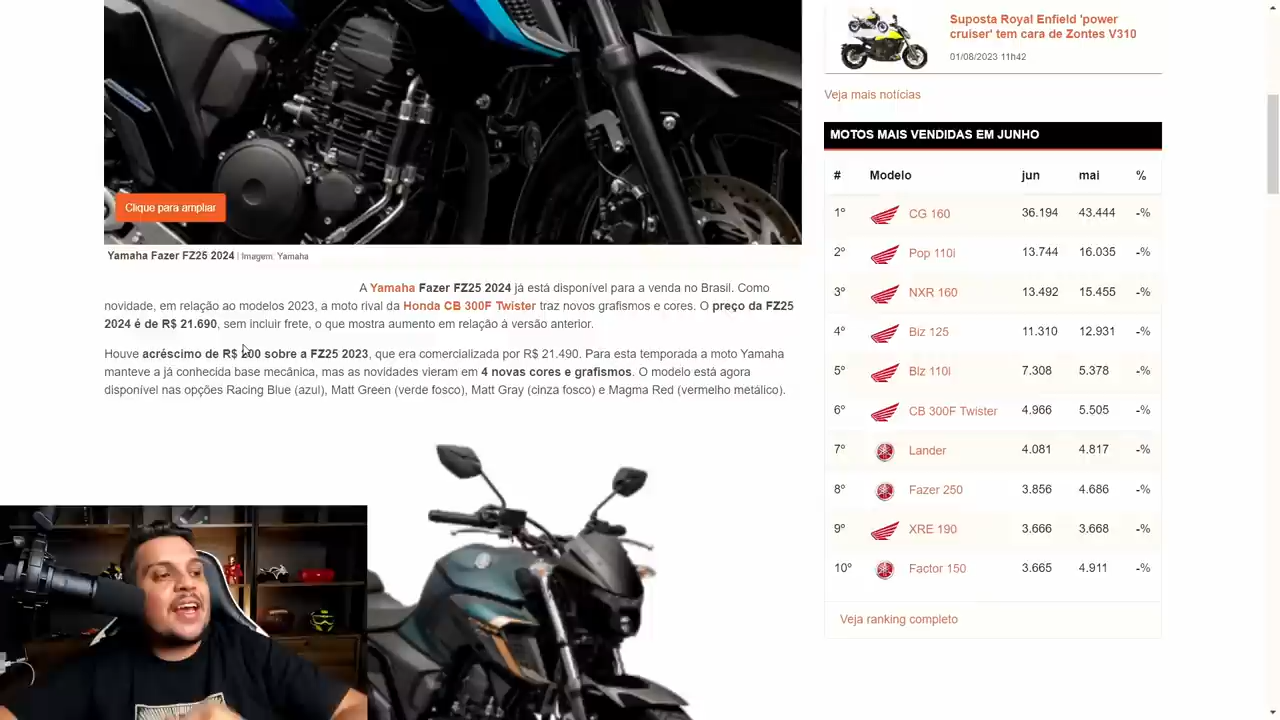 Clique para ampliar
Yamaha Fazer FZ25 2024 | Imagem: Yamaha
A Yamaha Fazer FZ25 2024 já está disponível para a venda no Brasil. Como
novidade, em relação ao modelos 2023, a moto rival da Honda CB 300F Twister traz novos grafismos e cores. O preço da FZ25
2024 é de R$ 21.690, sem incluir frete, o que mostra aumento em relação à versão anterior.
Houve acréscimo de R$ 200 sobre a FZ25 2023, que era comercializada por R$ 21.490. Para esta temporada a moto Yamaha
manteve a já conhecida base mecânica, mas as novidades vieram em 4 novas cores e grafismos. O modelo está agora
disponível nas opções Racing Blue (azul), Matt Green (verde fosco), Matt Gray (cinza fosco) e Magma Red (vermelho metálico).
Suposta Royal Enfield 'power
cruiser' tem cara de Zontes V310
01/08/2023 11h42
Veja mais notícias
MOTOS MAIS VENDIDAS EM JUNHO
# Modelo jun mai %
1º CG 160 36.194 43.444 -%
2º Pop 110i 13.744 16.035 -%
3º NXR 160 13.492 15.455 -%
4º Biz 125 11.310 12.931 -%
5º Biz 110i 7.308 5.378 -%
6º CB 300F Twister 4.966 5.505 -%
7º Lander 4.081 4.817 -%
8º Fazer 250 3.856 4.686 -%
9º XRE 190 3.666 3.668 -%
10º Factor 150 3.665 4.911 -%
Veja ranking completo